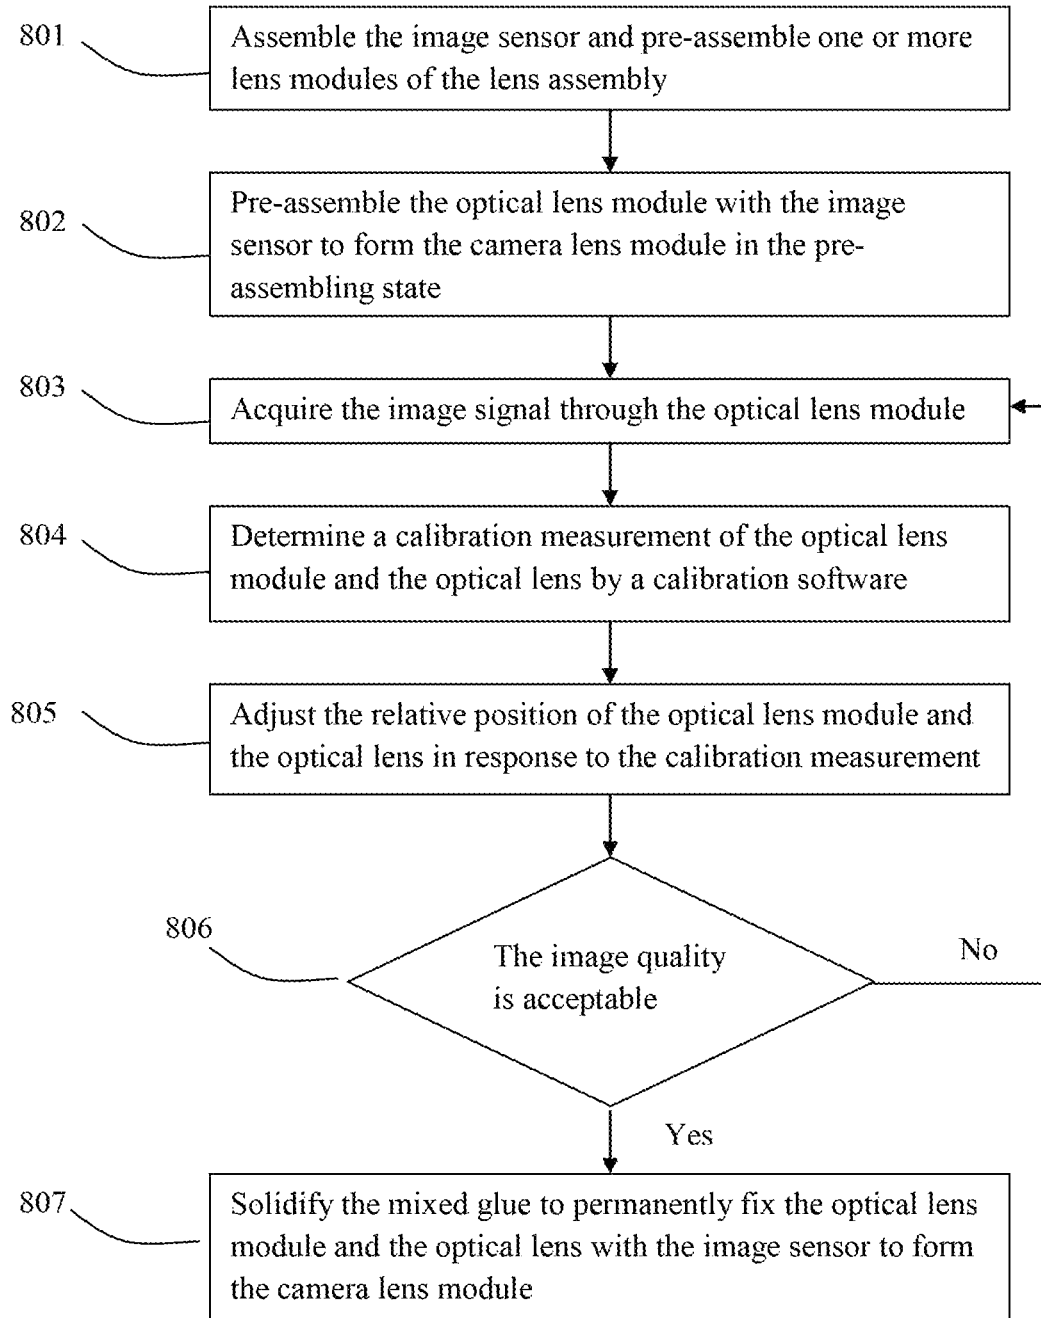 801
Assemble the image sensor and pre-assemble one or more
lens modules of the lens assembly
802
Pre-assemble the optical lens module with the image
sensor to form the camera lens module in the pre-
assembling state
803
Acquire the image signal through the optical lens module
804
Determine a calibration measurement of the optical lens
module and the optical lens by a calibration software
805
Adjust the relative position of the optical lens module and
the optical lens in response to the calibration measurement
806
The image quality
is acceptable
No
Yes
807
Solidify the mixed glue to permanently fix the optical lens
module and the optical lens with the image sensor to form
the camera lens module